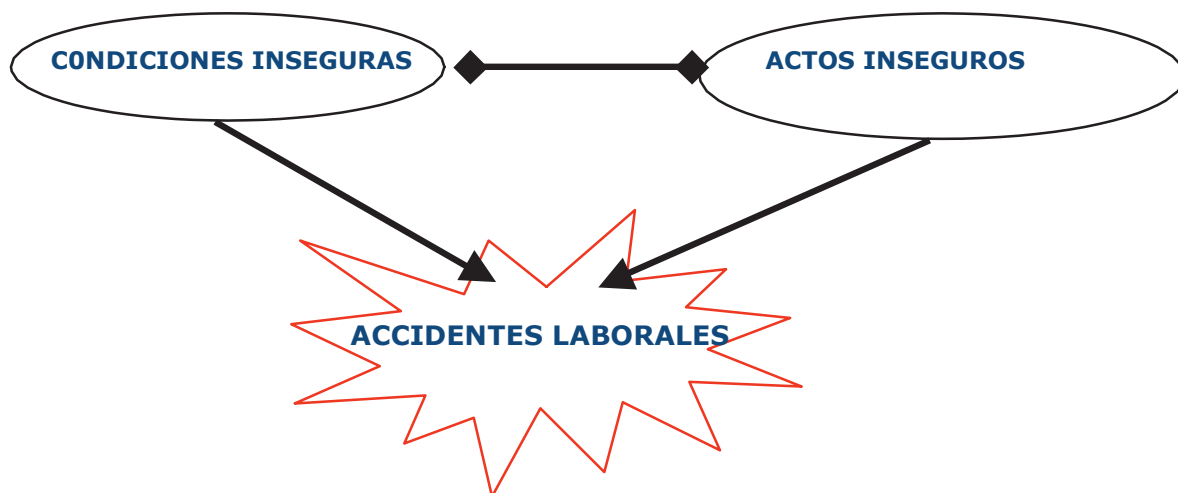 C0NDICIONES INSEGURAS
ACTOS INSEGUROS
ACCIDENTES LABORALES